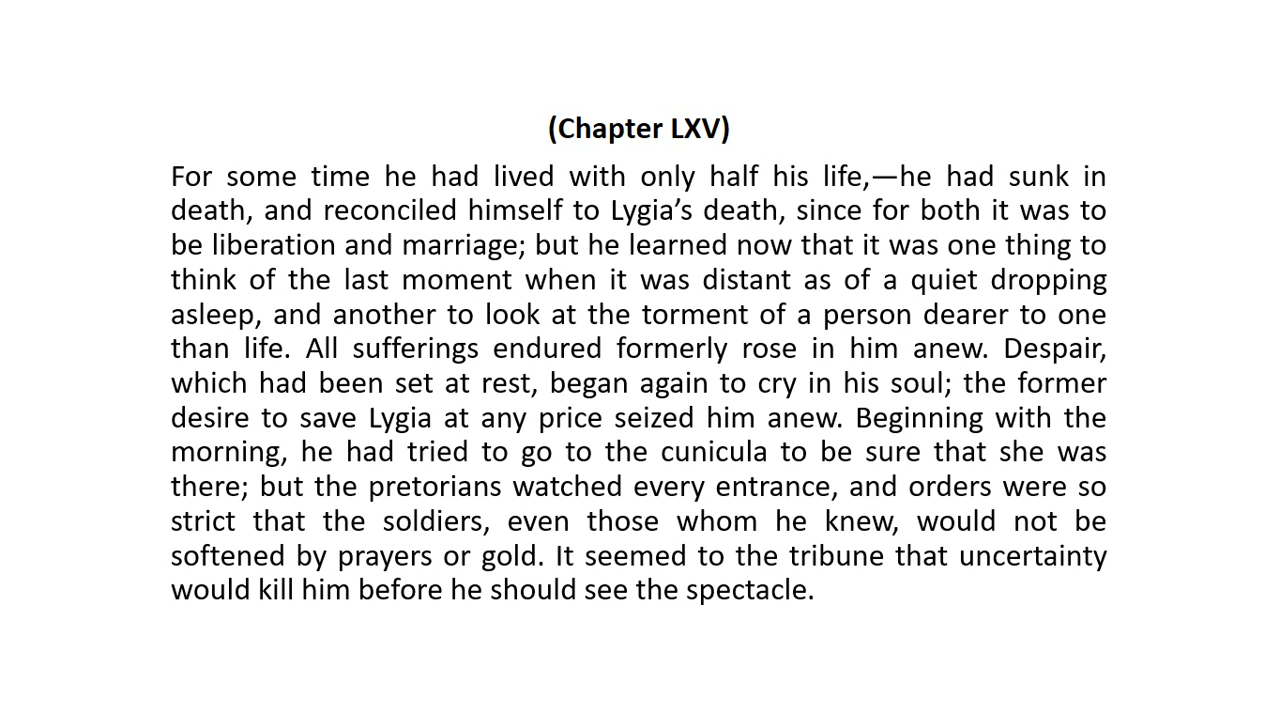 (Chapter LXV)
For some time he had lived with only half his life,—he had sunk in
death, and reconciled himself to Lygia’s death, since for both it was to
be liberation and marriage; but he learned now that it was one thing to
think of the last moment when it was distant as of a quiet dropping
asleep, and another to look at the torment of a person dearer to one
than life. All sufferings endured formerly rose in him anew. Despair,
which had been set at rest, began again to cry in his soul; the former
desire to save Lygia at any price seized him anew. Beginning with the
morning, he had tried to go to the cunicula to be sure that she was
there; but the pretorians watched every entrance, and orders were so
strict that the soldiers, even those whom he knew, would not be
softened by prayers or gold. It seemed to the tribune that uncertainty
would kill him before he should see the spectacle.